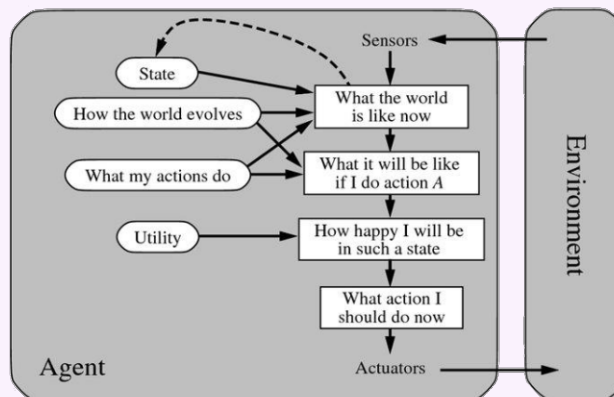 Sensors
State
What the world
is like now
How the world evolves
What it will be like
if I do action A
What my actions do
How happy I will be
in such a state
Utility
What action I
should do now
Agent
Actuators
Environment